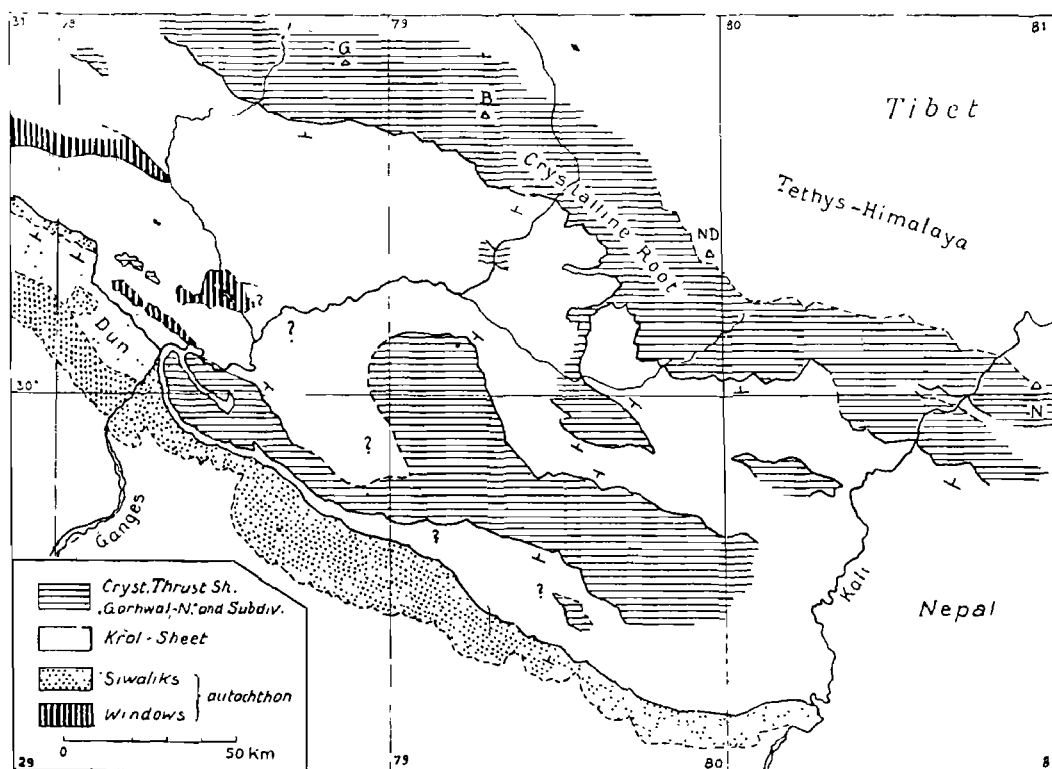 31 78 79 80 81
G
B
Tibet
Crystalline Root
Tethys-Himalaya
ND
?
?
Dun
30°
N
?
Ganges
?
?
Kali
Nepal
Cryst. Thrust Sh.
"Garhwal-N." and Subdiv.
Krol-Sheet
Siwaliks
autochthon
Windows
0 50 Km
29 79 80